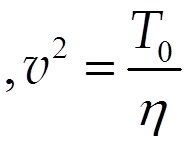 , v² = T₀/η